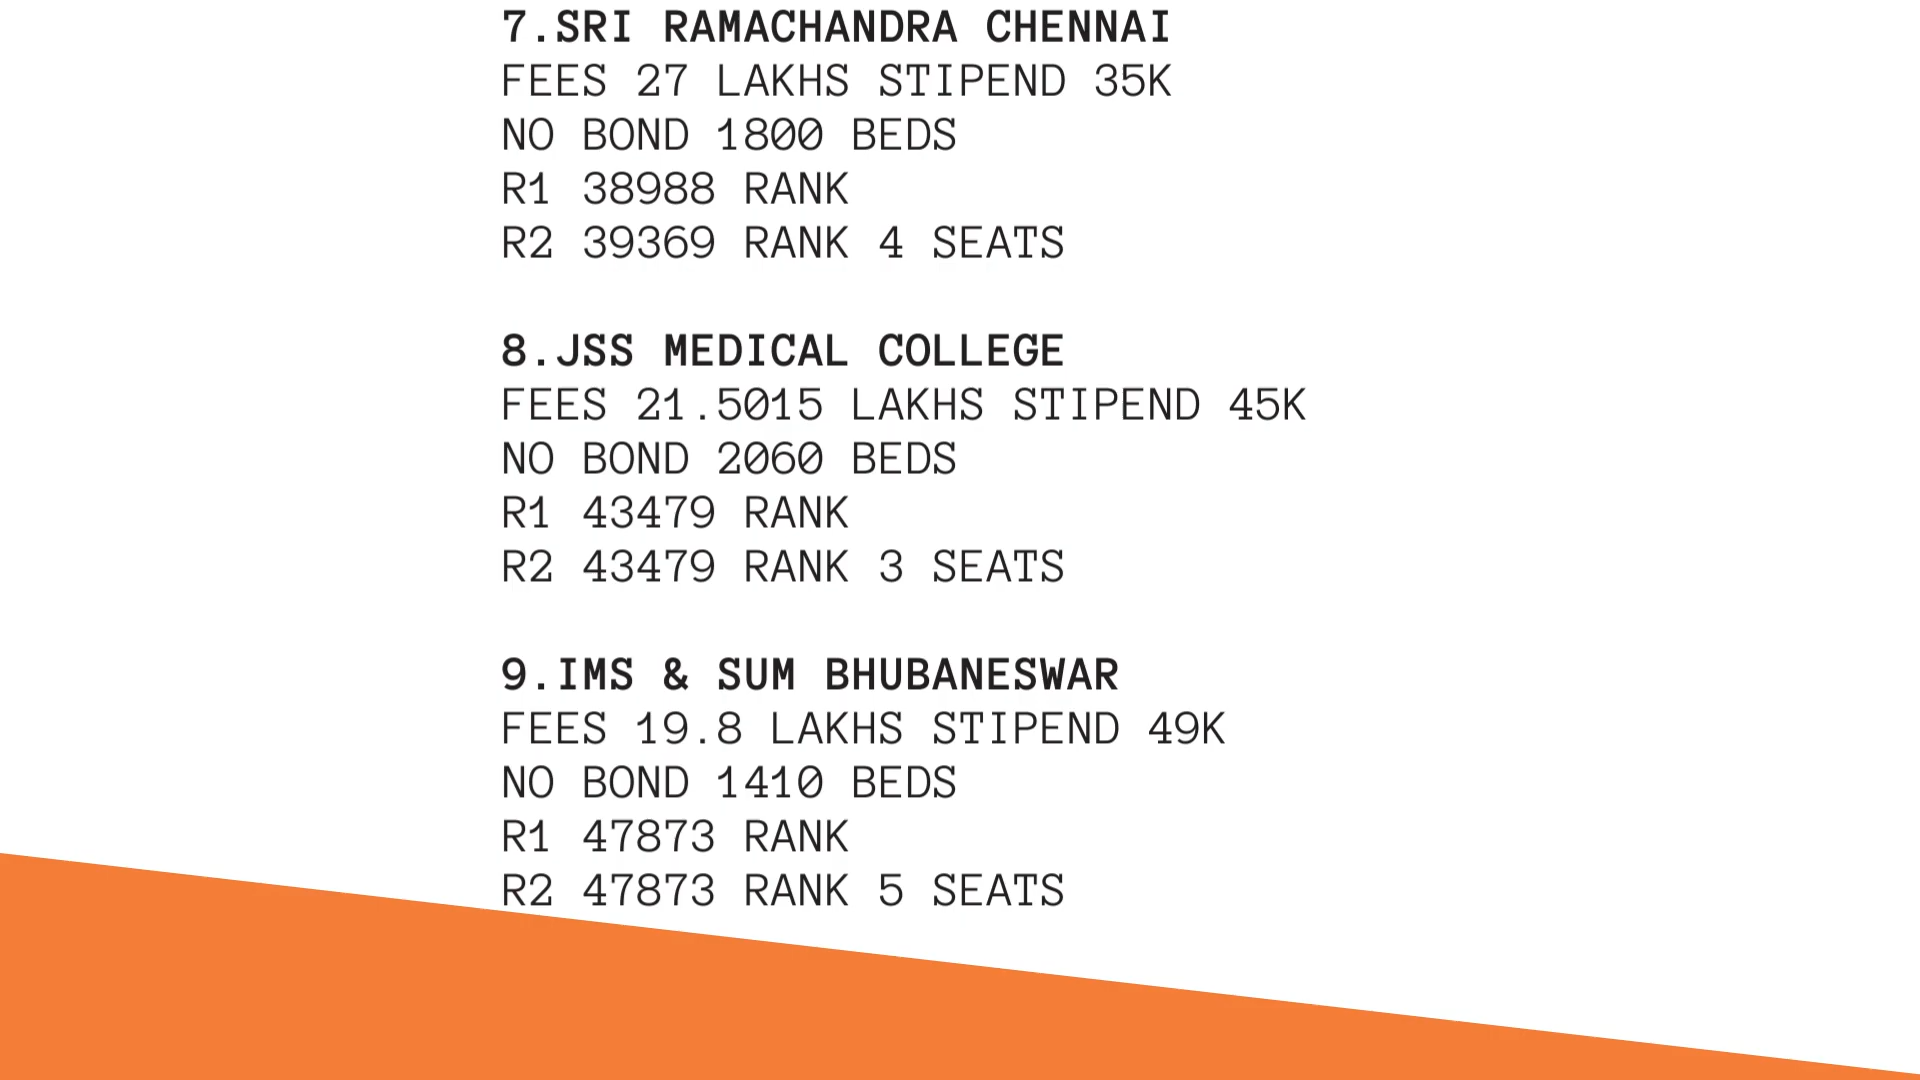 7.SRI RAMACHANDRA CHENNAI
FEES 27 LAKHS STIPEND 35K
NO BOND 1800 BEDS
R1 38988 RANK
R2 39369 RANK 4 SEATS
8.JSS MEDICAL COLLEGE
FEES 21.5015 LAKHS STIPEND 45K
NO BOND 2060 BEDS
R1 43479 RANK
R2 43479 RANK 3 SEATS
9.IMS & SUM BHUBANESWAR
FEES 19.8 LAKHS STIPEND 49K
NO BOND 1410 BEDS
R1 47873 RANK
R2 47873 RANK 5 SEATS